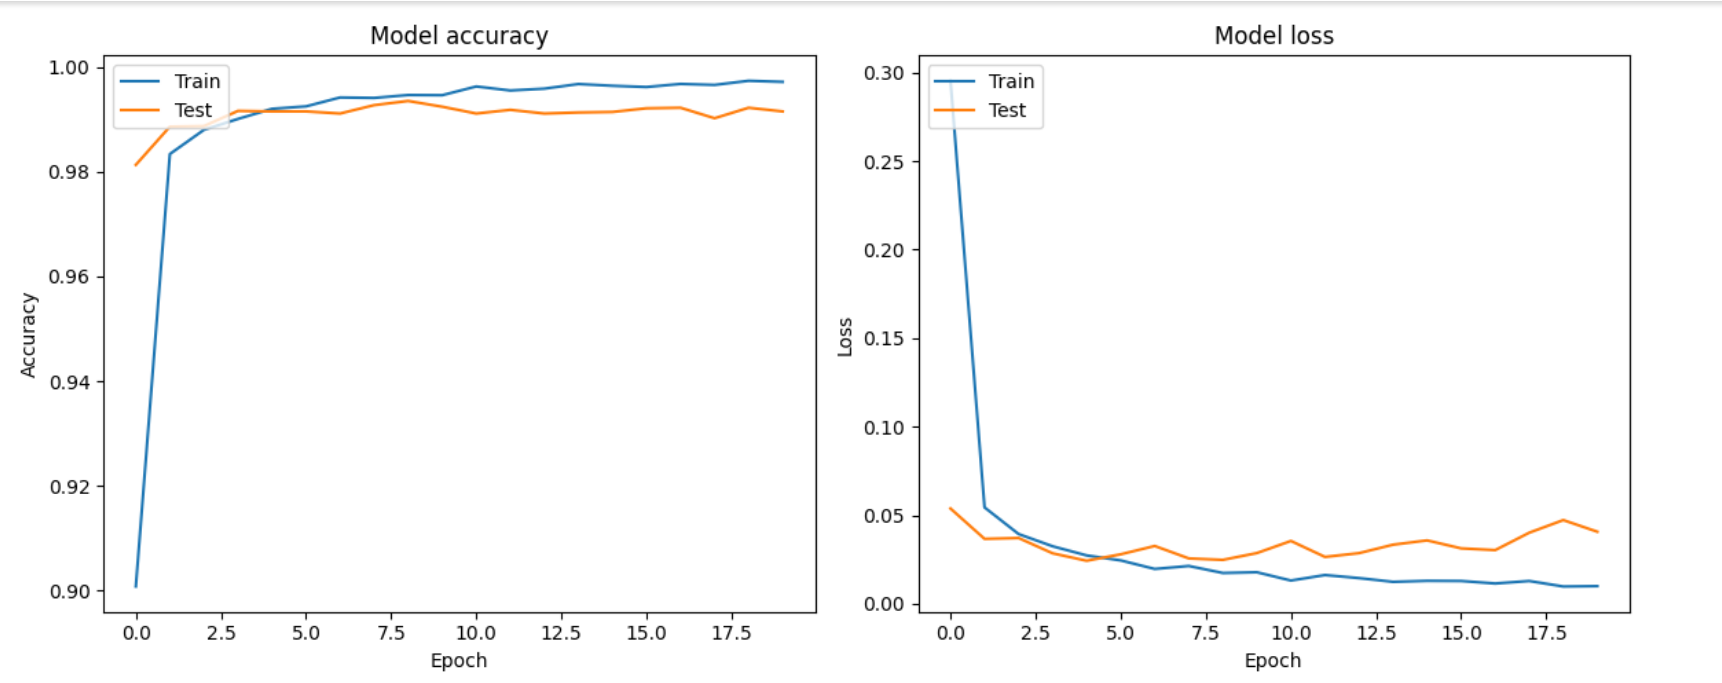 Model accuracy
Train
Test
1.00
0.98
0.96
0.94
0.92
0.90
Accuracy
0.0 2.5 5.0 7.5 10.0 12.5 15.0 17.5
Epoch
Model loss
Train
Test
0.30
0.25
0.20
0.15
0.10
0.05
0.00
Loss
0.0 2.5 5.0 7.5 10.0 12.5 15.0 17.5
Epoch